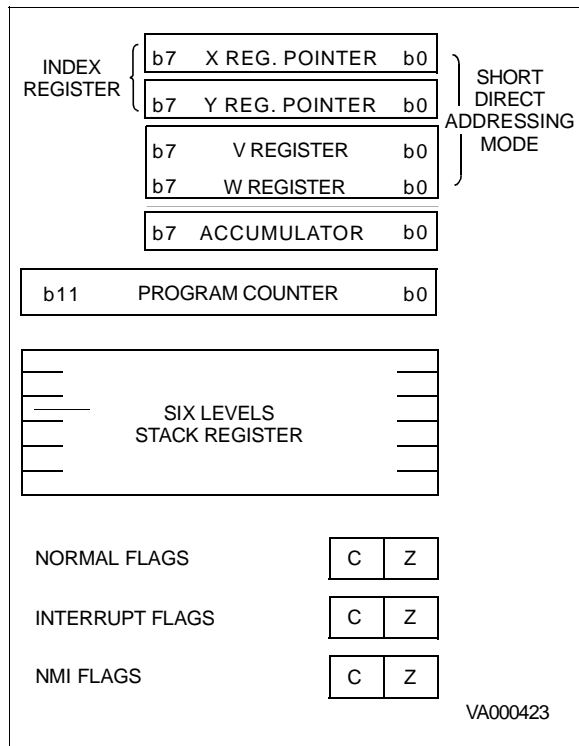 INDEX
REGISTER
b7 X REG. POINTER b0
b7 Y REG. POINTER b0
b7 V REGISTER b0
b7 W REGISTER b0
SHORT
DIRECT
ADDRESSING
MODE
b7 ACCUMULATOR b0
b11 PROGRAM COUNTER b0
SIX LEVELS
STACK REGISTER
NORMAL FLAGS C Z
INTERRUPT FLAGS C Z
NMI FLAGS C Z
VA000423